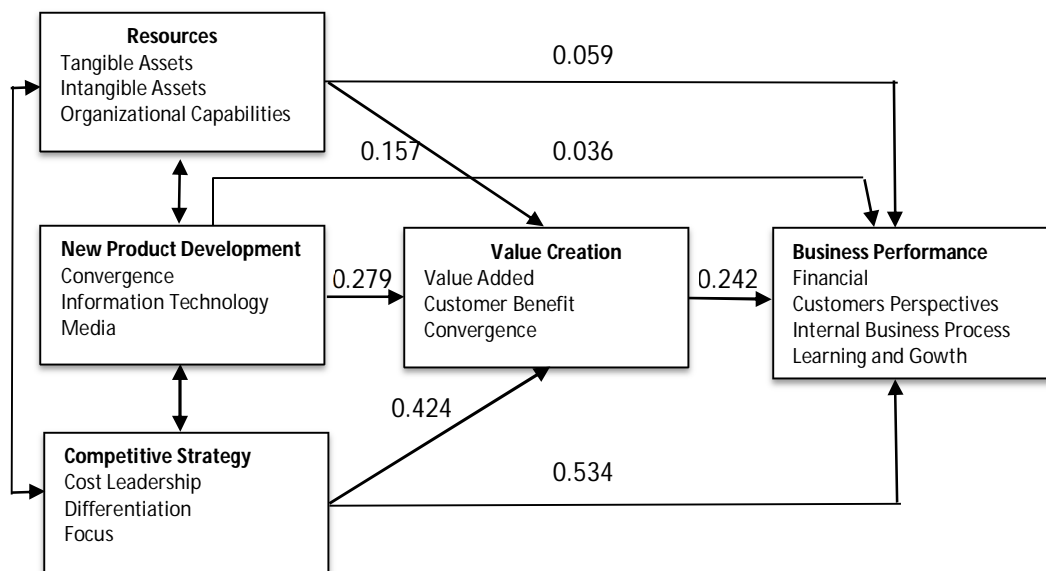 Resources
Tangible Assets
Intangible Assets
Organizational Capabilities
0.059
0.157
0.036
New Product Development
Convergence
Information Technology
Media
0.279
Value Creation
Value Added
Customer Benefit
Convergence
0.242
Business Performance
Financial
Customers Perspectives
Internal Business Process
Learning and Gowth
0.424
Competitive Strategy
Cost Leadership
Differentiation
Focus
0.534